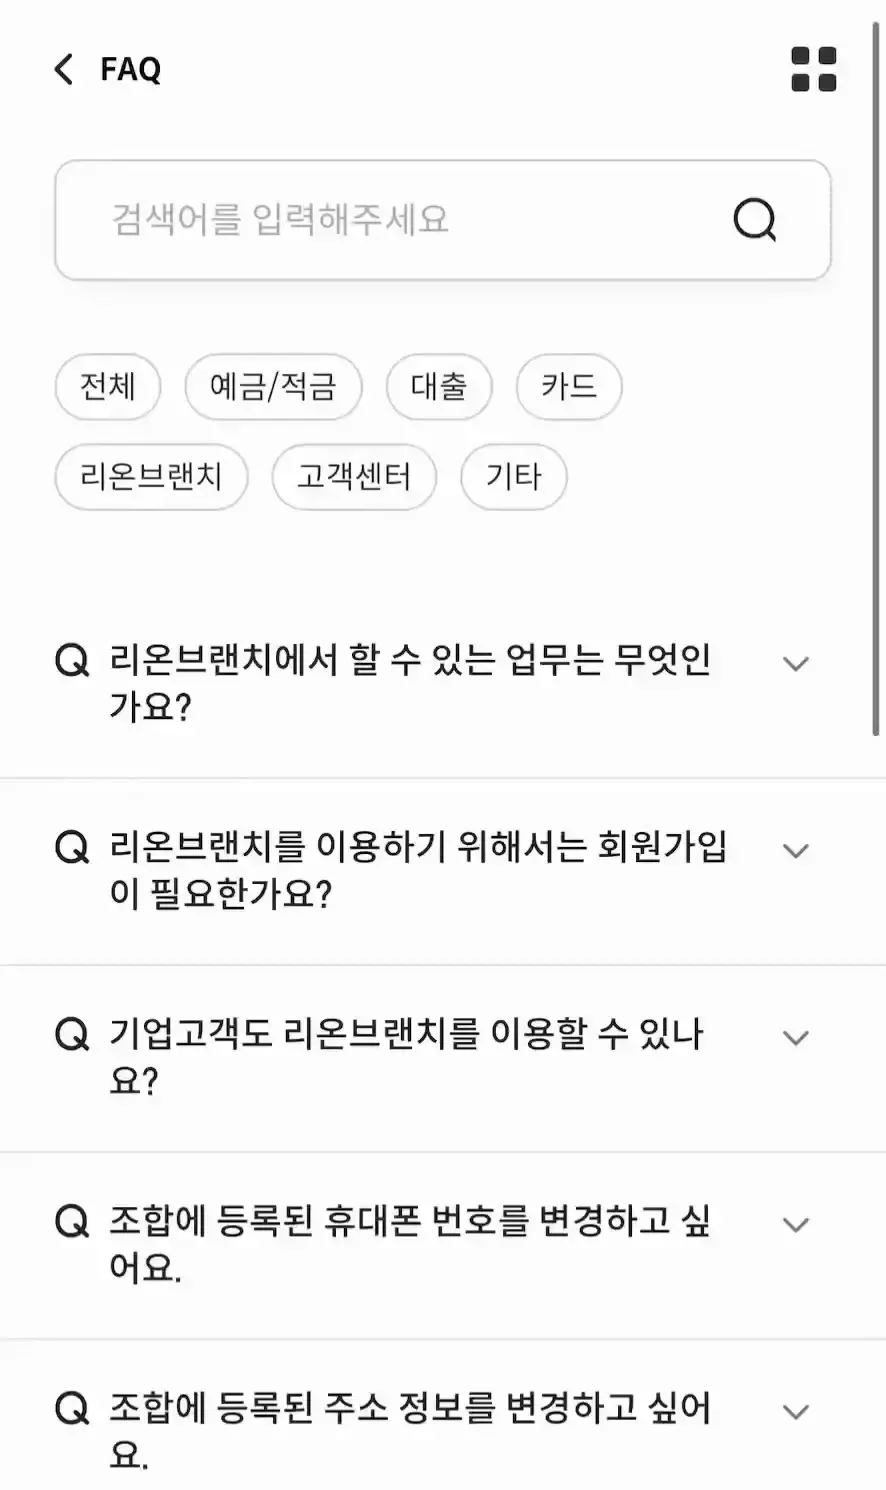 FAQ
검색어를 입력해주세요
전체 예금/적금 대출 카드
리온브랜치 고객센터 기타
Q 리온브랜치에서 할 수 있는 업무는 무엇인
가요?
Q 리온브랜치를 이용하기 위해서는 회원가입
이 필요한가요?
Q 기업고객도 리온브랜치를 이용할 수 있나
요?
Q 조합에 등록된 휴대폰 번호를 변경하고 싶
어요.
Q 조합에 등록된 주소 정보를 변경하고 싶어
요.